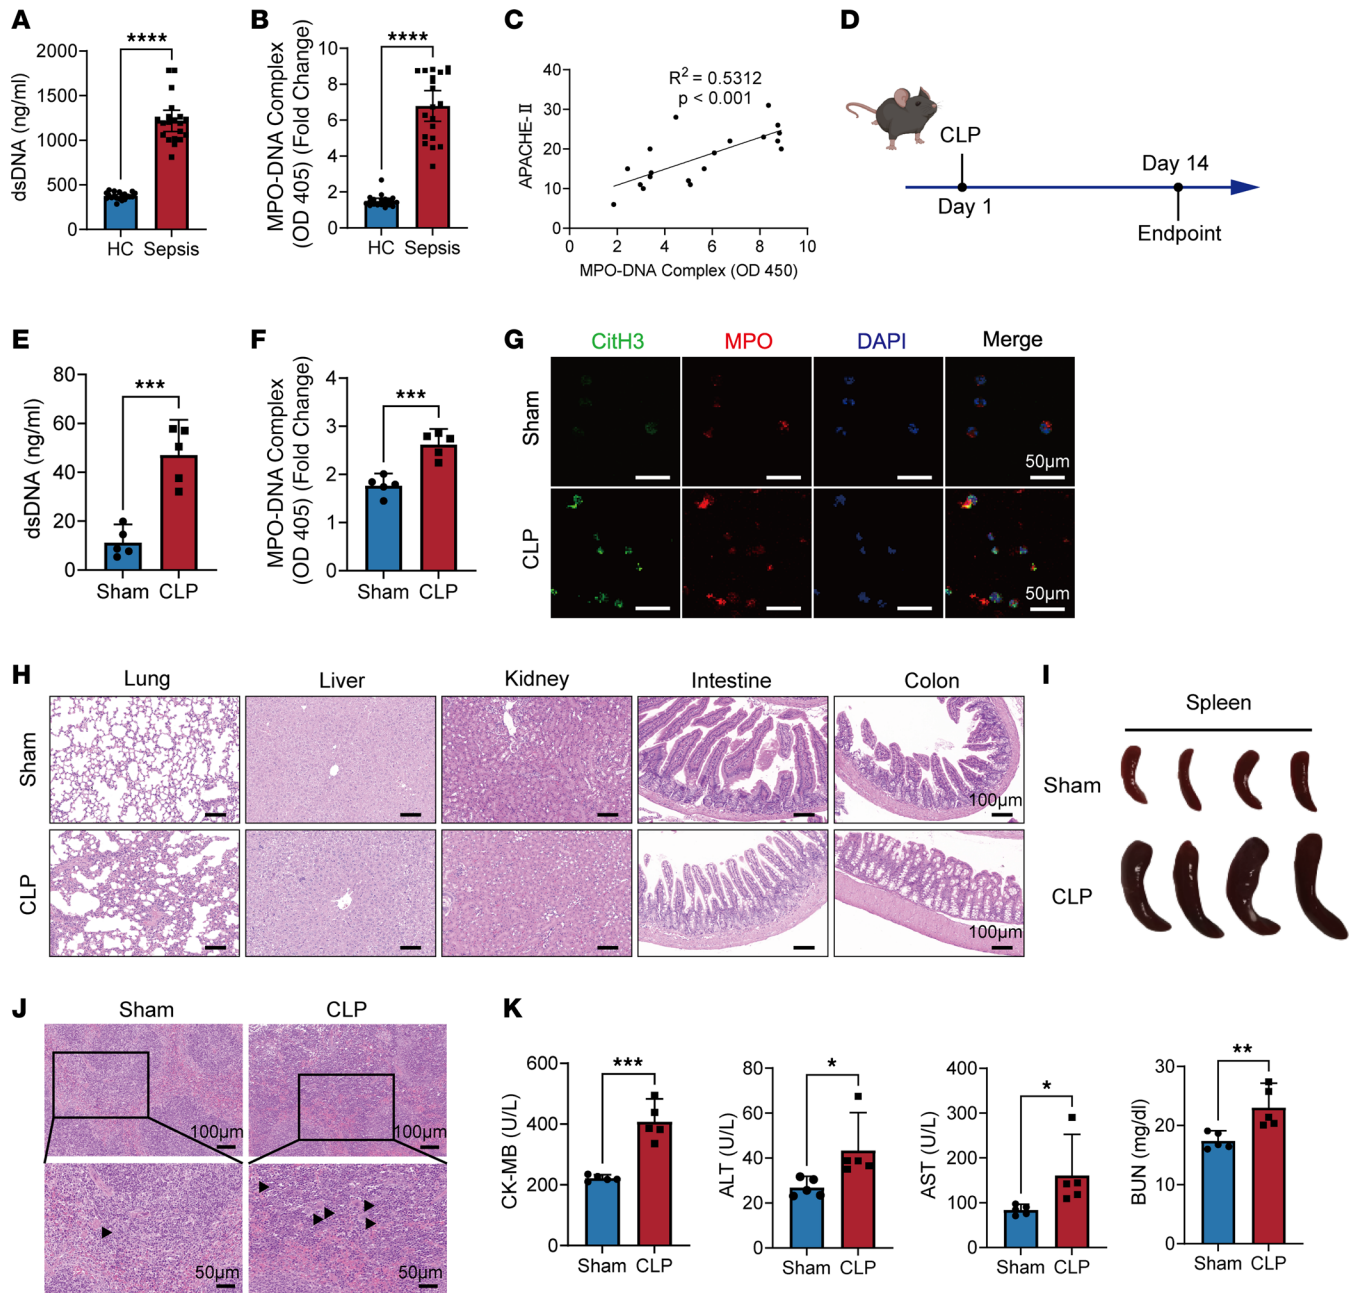 A
dsDNA (ng/ml)
2000
1500
1000
500
0
****
HC
Sepsis
B
MPO-DNA Complex
(OD 405) (Fold Change)
10
8
6
4
2
0
****
HC
Sepsis
C
APACHE-II
40
30
20
10
0
R² = 0.5312
p < 0.001
0 2 4 6 8 10
MPO-DNA Complex (OD 450)
D
CLP
Day 1
Day 14
Endpoint
E
dsDNA (ng/ml)
80
60
40
20
0
***
Sham CLP
F
MPO-DNA Complex
(OD 405) (Fold Change)
4
3
2
1
0
***
Sham CLP
G
CitH3 MPO DAPI Merge
Sham
50μm
CLP
50μm
H
Lung Liver Kidney Intestine Colon
Sham
100μm
CLP
100μm
I
Spleen
Sham
CLP
J
Sham CLP
100μm 100μm
50μm 50μm
K
CK-MB (U/L)
600
400
200
0
***
Sham CLP
ALT (U/L)
80
60
40
20
0
*
Sham CLP
AST (U/L)
400
300
200
100
0
*
Sham CLP
BUN (mg/dl)
30
20
10
0
**
Sham CLP